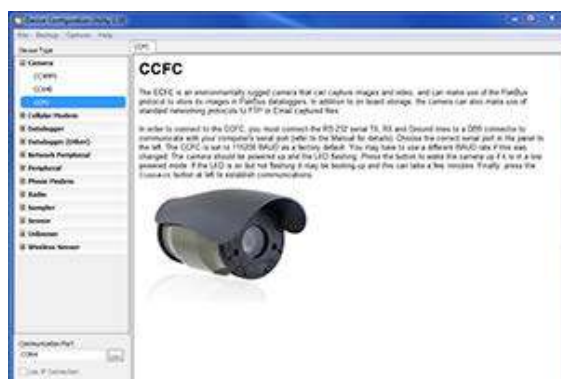 Device Configuration Utility 2.10
File Backup Options Help
Device Type
CCFC
Camera
CCFC
CCFC
Cellular Modem
Datalogger
Datalogger (Other)
Network Peripheral
Peripheral
Phone Modem
Radio
Sampler
Sensor
Unknown
Wireless Sensor
The CCFC is an environmentally rugged camera that can capture images and video, and can make use of the PakBus
protocol to store its images in PakBus dataloggers. In addition to on board storage, the camera can also make use of
standard networking protocols to FTP or Email captured files.
In order to connect to the CCFC, you must connect the RS-232 serial TX, RX and Ground lines to a DB9 connector to
communicate with your computer's serial port (refer to the Manual for details). Choose the correct serial port in the panel to
the left. The CCFC is set to 115200 BAUD as a factory default. You may have to use a different BAUD rate if this was
changed. The camera should be powered up and the LED flashing. Press the button to wake the camera up if it is in a low
powered mode. If the LED is on but not flashing it may be booting-up and this can take a few minutes. Finally, press the
Connect button at left to establish communications.
Communication Port
COM4
Use IP Connection